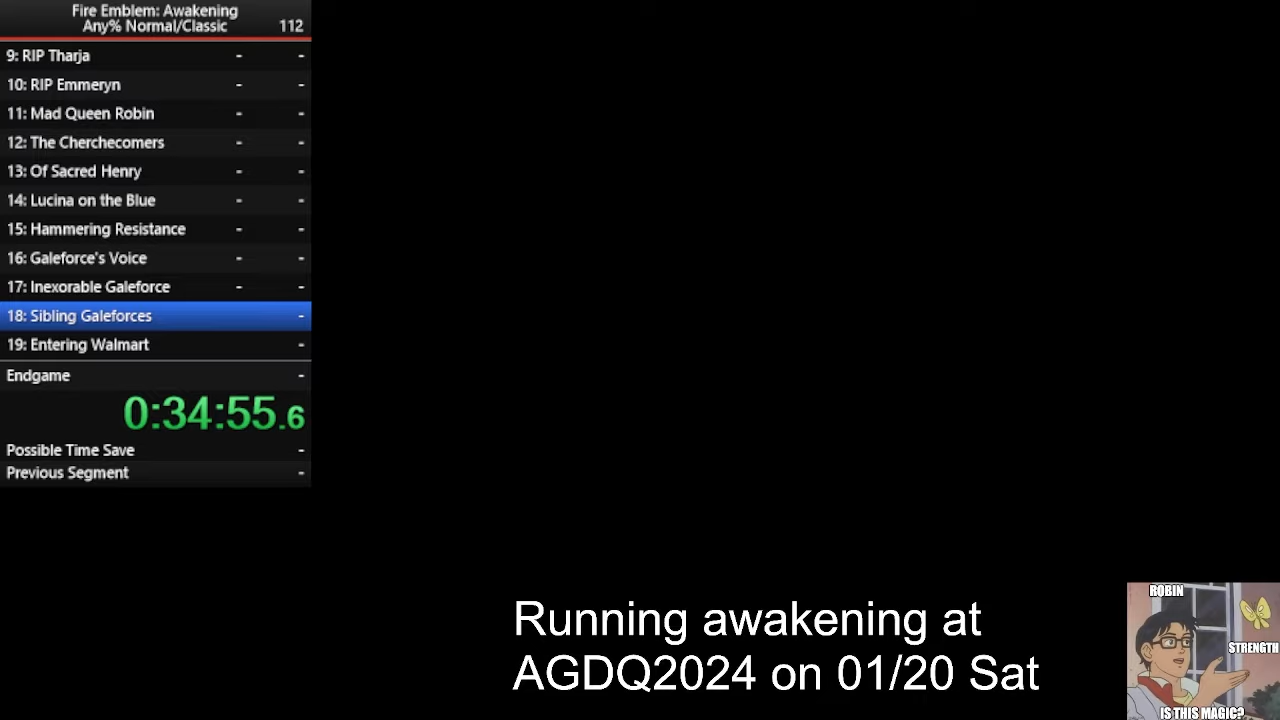 Fire Emblem: Awakening
Any% Normal/Classic 112
9: RIP Tharja - -
10: RIP Emmeryn - -
11: Mad Queen Robin - -
12: The Cherchecomers - -
13: Of Sacred Henry - -
14: Lucina on the Blue - -
15: Hammering Resistance - -
16: Galeforce's Voice - -
17: Inexorable Galeforce - -
18: Sibling Galeforces -
19: Entering Walmart -
Endgame -
0:34:55.6
Possible Time Save -
Previous Segment -
Running awakening at
AGDQ2024 on 01/20 Sat
ROBIN
STRENGTH
IS THIS MAGIC?